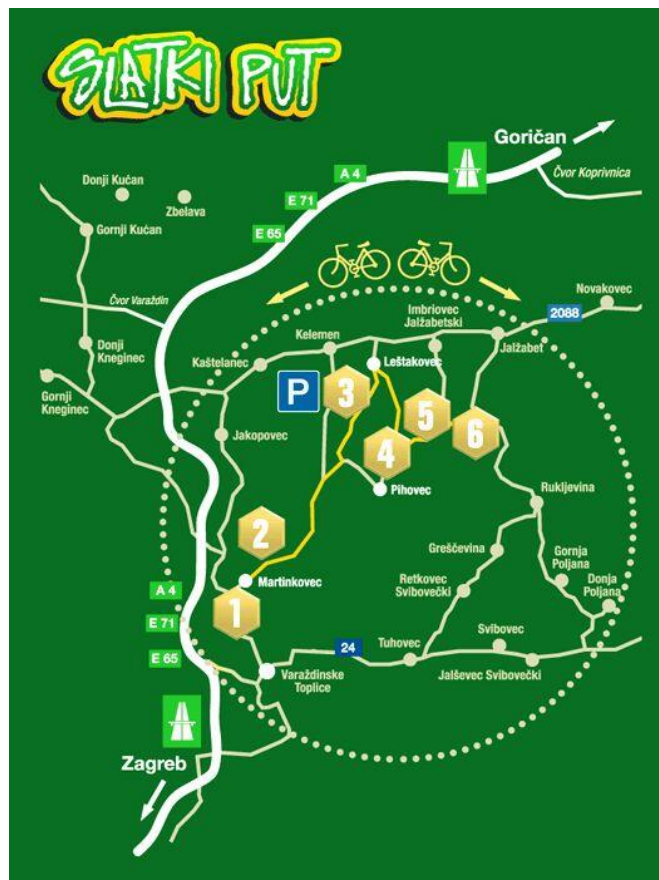 SLATKI PUT
Goričan
Čvor Koprivnica
A 4
E 71
E 65
Donji Kućan
Zbelava
Gornji Kućan
Čvor Varaždin
Donji
Kneginec
Gornji
Kneginec
Novakovec
2088
Imbriovec
Jalžabetski
Kelemen
Jalžabet
Kaštelanec
Leštakovec
P
3
5
6
4
Jakopovec
Pihovec
Rukljevina
2
Greščevina
Gornja
Poljana
Donja
Poljana
Martinkovec
Retkovec
Svibovečki
1
A 4
E 71
E 65
24
Tuhovec
Svibovec
Varaždinske
Toplice
Jalševec Svibovečki
Zagreb